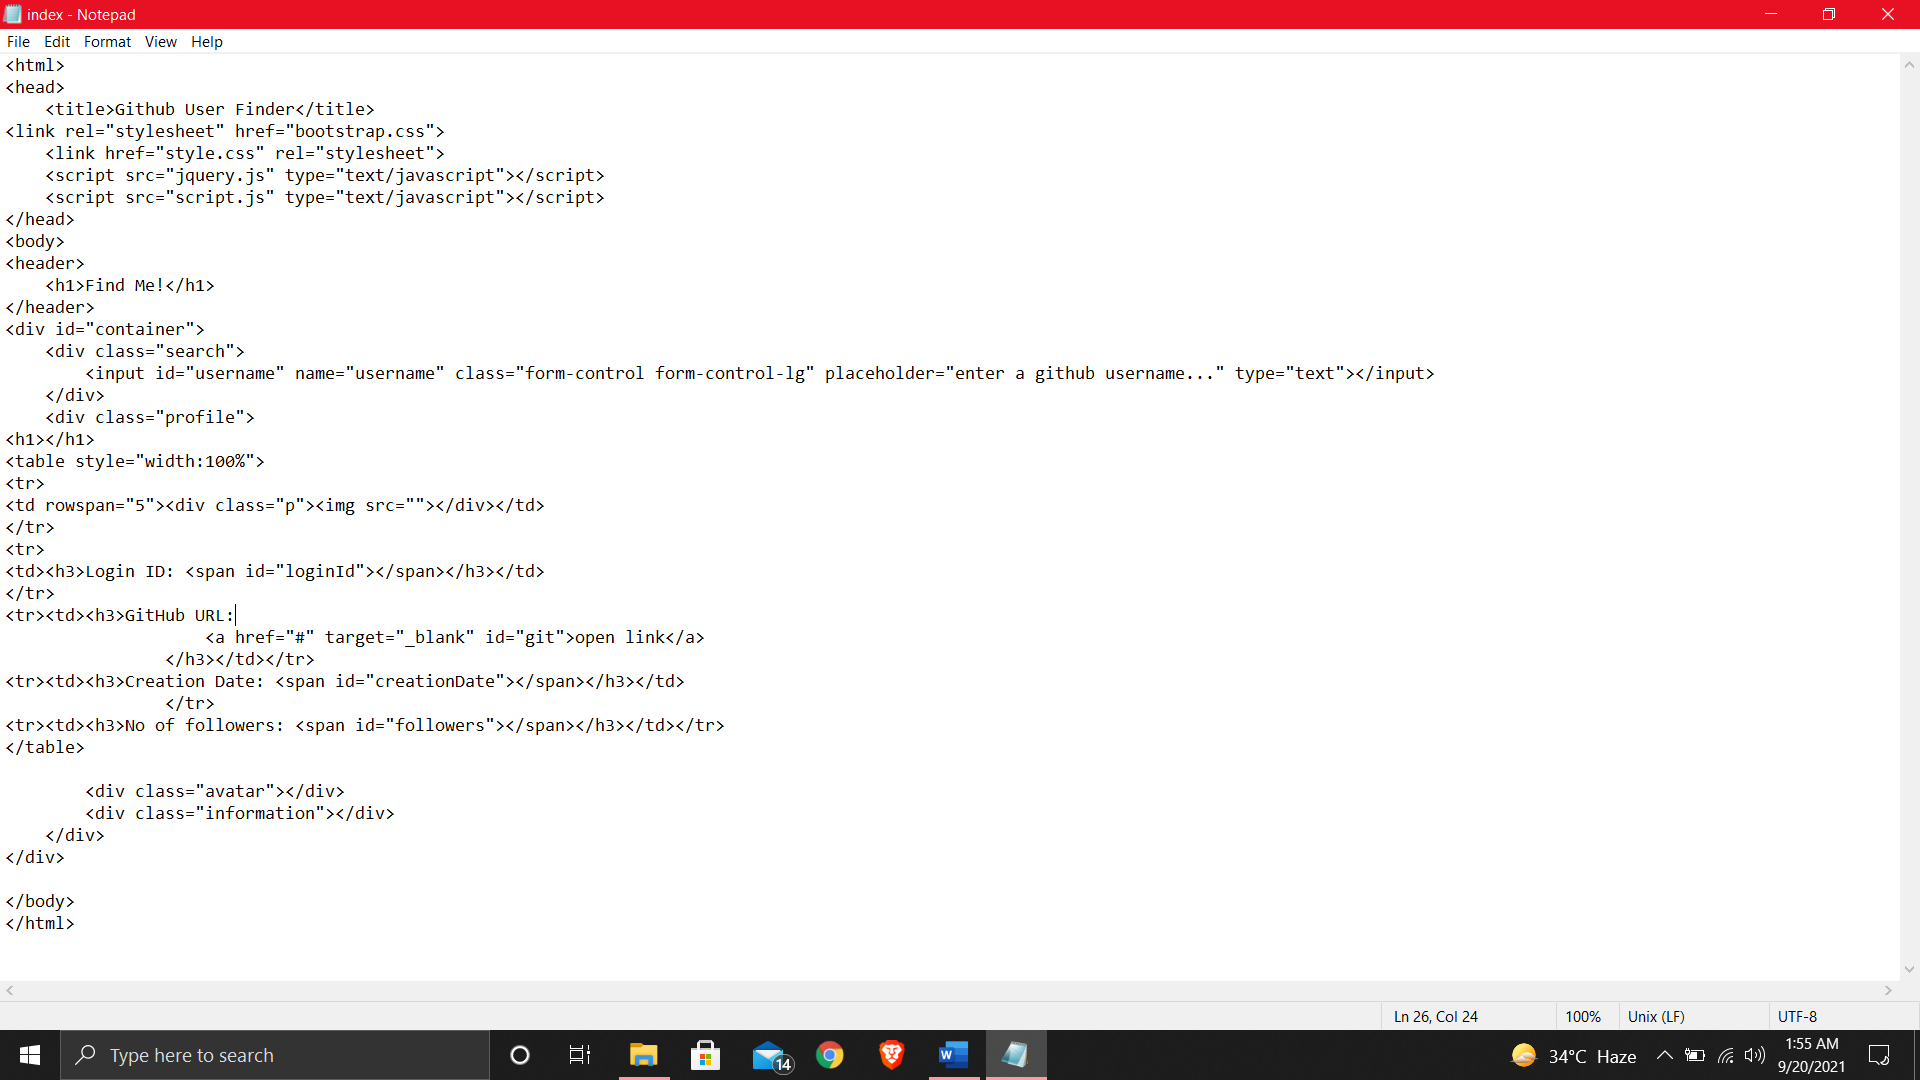 index - Notepad
File Edit Format View Help
<html>
<head>
    <title>Github User Finder</title>
<link rel="stylesheet" href="bootstrap.css">
    <link href="style.css" rel="stylesheet">
    <script src="jquery.js" type="text/javascript"></script>
    <script src="script.js" type="text/javascript"></script>
</head>
<body>
<header>
    <h1>Find Me!</h1>
</header>
<div id="container">
    <div class="search">
        <input id="username" name="username" class="form-control form-control-lg" placeholder="enter a github username..." type="text"></input>
    </div>
    <div class="profile">
<h1></h1>
<table style="width:100%">
<tr>
<td rowspan="5"><div class="p"><img src=""></div></td>
</tr>
<tr>
<td><h3>Login ID: <span id="loginId"></span></h3></td>
</tr>
<tr><td><h3>GitHub URL:
                    <a href="#" target="_blank" id="git">open link</a>
                </h3></td></tr>
<tr><td><h3>Creation Date: <span id="creationDate"></span></h3></td>
                </tr>
<tr><td><h3>No of followers: <span id="followers"></span></h3></td></tr>
</table>

        <div class="avatar"></div>
        <div class="information"></div>
    </div>
</div>

</body>
</html>
Ln 26, Col 24 100% Unix (LF) UTF-8
Type here to search
14
W
34°C Haze
1:55 AM
9/20/2021